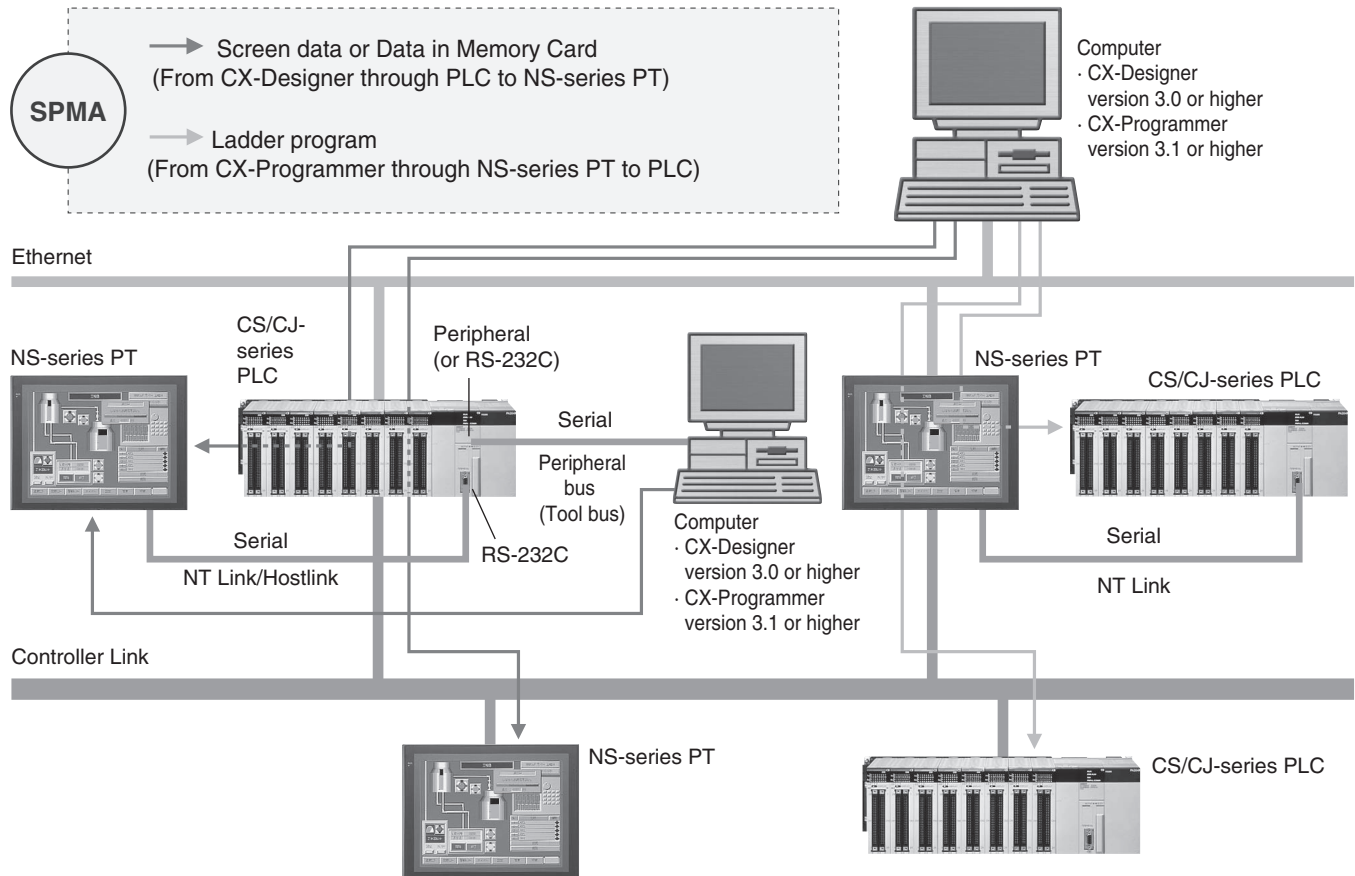 SPMA
Screen data or Data in Memory Card
(From CX-Designer through PLC to NS-series PT)
Ladder program
(From CX-Programmer through NS-series PT to PLC)
Computer
· CX-Designer
version 3.0 or higher
· CX-Programmer
version 3.1 or higher
Ethernet
NS-series PT
CS/CJ-
series
PLC
Peripheral
(or RS-232C)
Serial
Peripheral
bus
(Tool bus)
Serial
NT Link/Hostlink
RS-232C
Computer
· CX-Designer
version 3.0 or higher
· CX-Programmer
version 3.1 or higher
NS-series PT
CS/CJ-series PLC
Serial
NT Link
Controller Link
NS-series PT
CS/CJ-series PLC